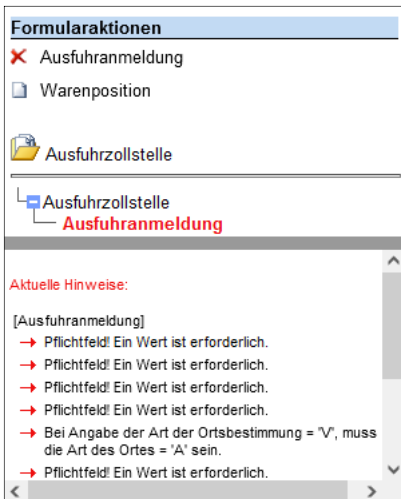 Formularaktionen
Ausfuhranmeldung
Warenposition
Ausfuhrzollstelle
Ausfuhrzollstelle
Ausfuhranmeldung
Aktuelle Hinweise:
[Ausfuhranmeldung]
Pflichtfeld! Ein Wert ist erforderlich.
Pflichtfeld! Ein Wert ist erforderlich.
Pflichtfeld! Ein Wert ist erforderlich.
Pflichtfeld! Ein Wert ist erforderlich.
Bei Angabe der Art der Ortsbestimmung = 'V', muss
die Art des Ortes = 'A' sein.
Pflichtfeld! Ein Wert ist erforderlich.